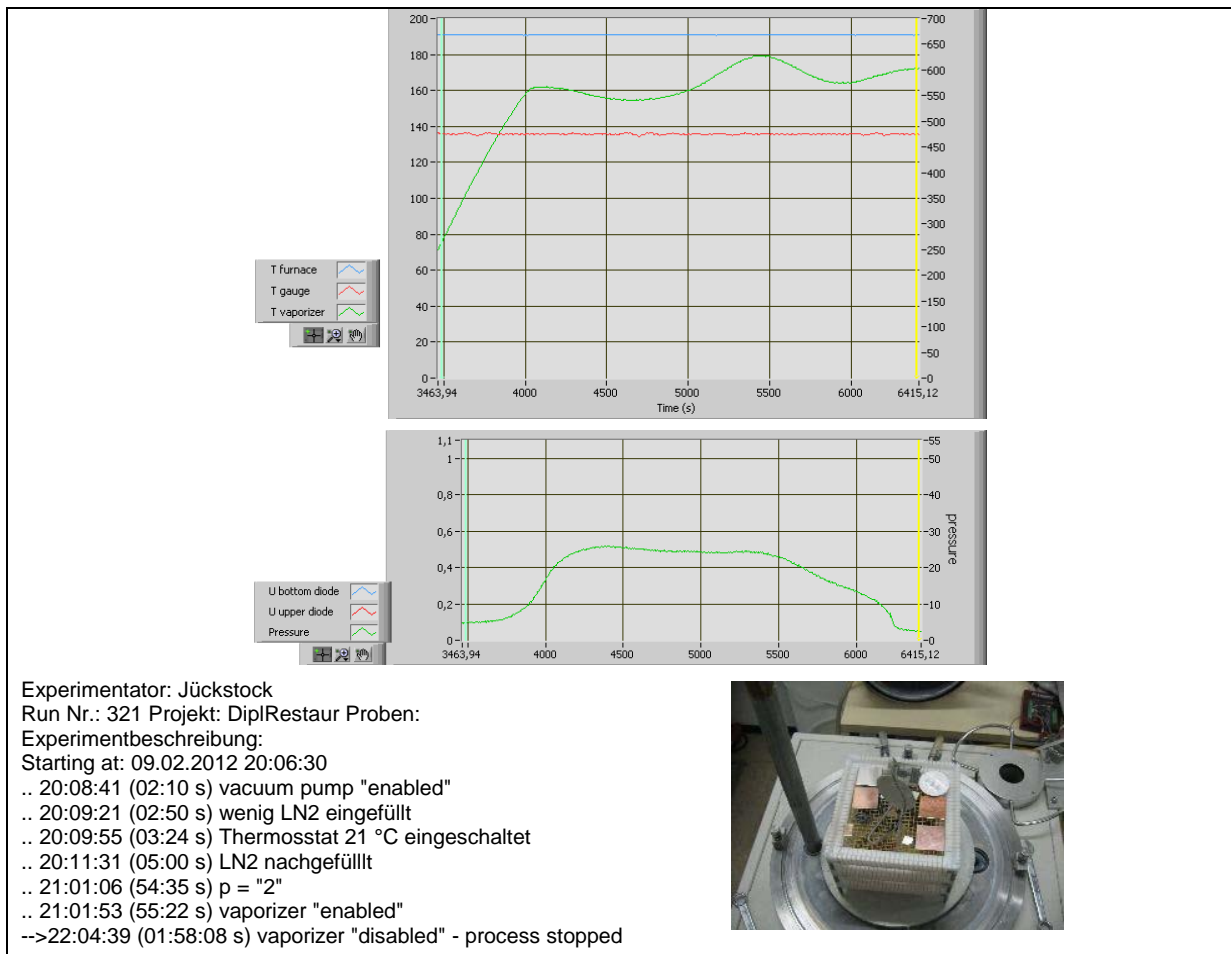 200
180
160
140
120
100
80
60
40
20
0
700
650
600
550
500
450
400
350
300
250
200
150
100
50
0
3463,94 4000 4500 5000 5500 6000 6415,12
Time (s)
T furnace
T gauge
T vaporizer
1,1
1
0,8
0,6
0,4
0,2
0
55
50
40
30
20
10
0
pressure
3463,94 4000 4500 5000 5500 6000 6415,12
U bottom diode
U upper diode
Pressure
Experimentator: Jückstock
Run Nr.: 321 Projekt: DiplRestaur Proben:
Experimentbeschreibung:
Starting at: 09.02.2012 20:06:30
.. 20:08:41 (02:10 s) vacuum pump "enabled"
.. 20:09:21 (02:50 s) wenig LN2 eingefüllt
.. 20:09:55 (03:24 s) Thermosstat 21 °C eingeschaltet
.. 20:11:31 (05:00 s) LN2 nachgefülllt
.. 21:01:06 (54:35 s) p = "2"
.. 21:01:53 (55:22 s) vaporizer "enabled"
-->22:04:39 (01:58:08 s) vaporizer "disabled" - process stopped